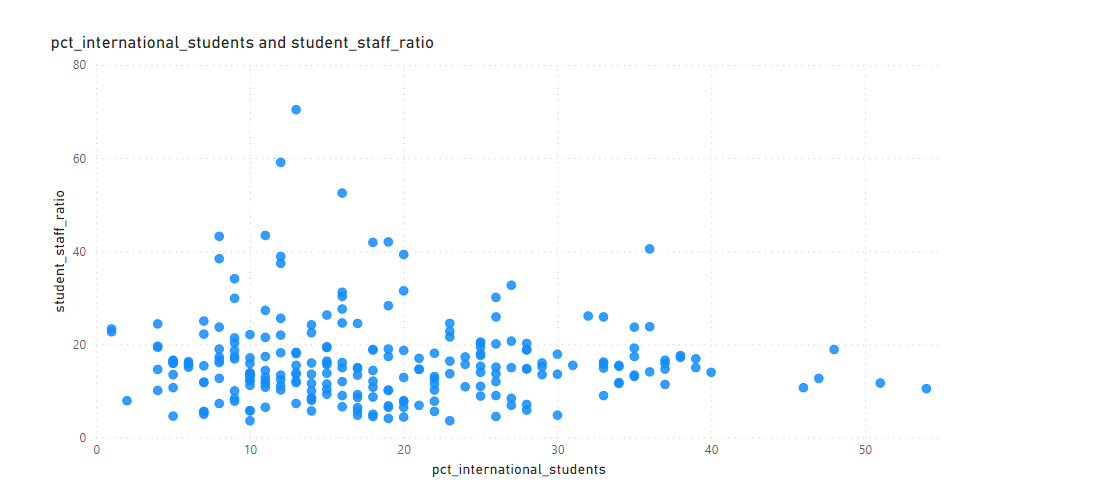 pct_international_students and student_staff_ratio
80
60
40
20
0
student_staff_ratio
0 10 20 30 40 50
pct_international_students